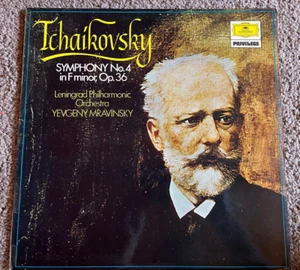 Tchaikovsky
SYMPHONY No.4
in F minor, Op.36
Leningrad Philharmonic
Orchestra
YEVGENY MRAVINSKY
PRIVILEGE